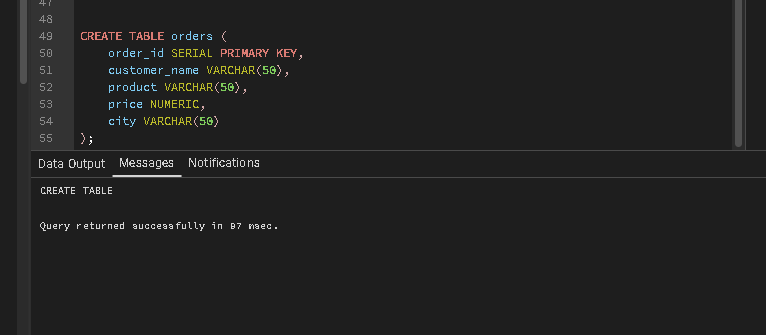 47
48
49 CREATE TABLE orders (
50 order_id SERIAL PRIMARY KEY,
51 customer_name VARCHAR(50),
52 product VARCHAR(50),
53 price NUMERIC,
54 city VARCHAR(50)
55 );
Data Output Messages Notifications
CREATE TABLE
Query returned successfully in 97 msec.